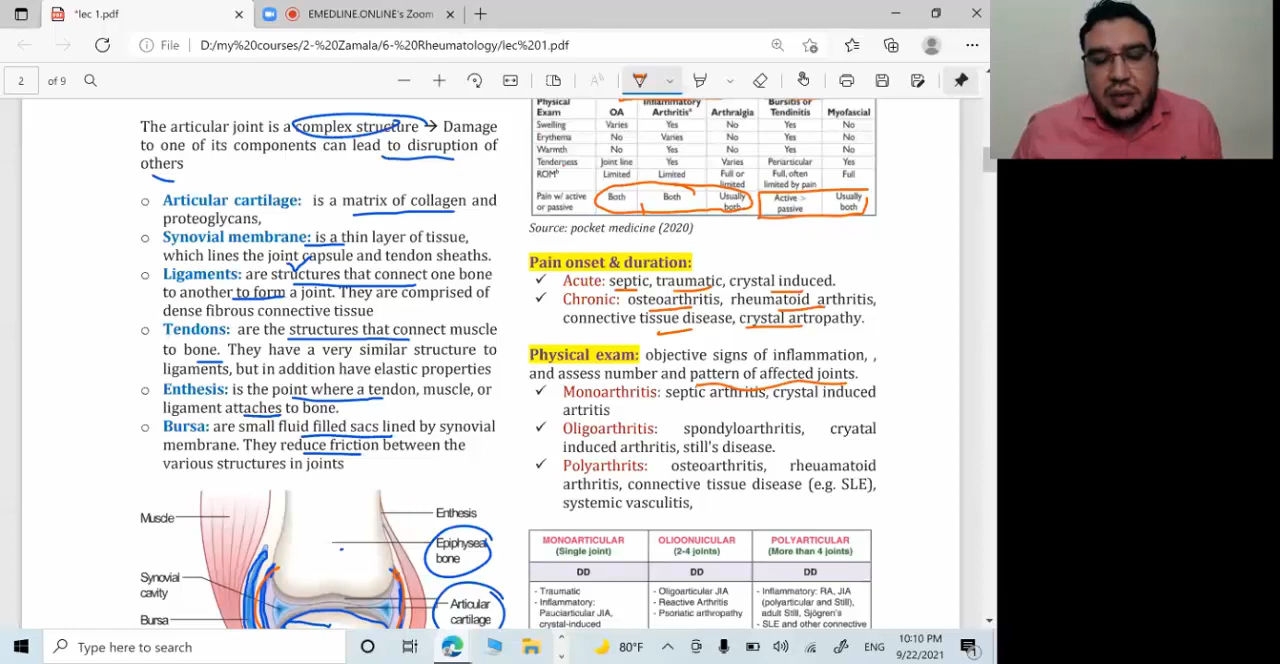 *lec 1.pdf
EMEDLINE.ONLINE's Zoom
File
D:/my%20courses/2-%20Zamala/6-%20Rheumatology/lec%201.pdf
2
of 9
The articular joint is a complex structure → Damage
to one of its components can lead to disruption of
others
o Articular cartilage: is a matrix of collagen and
proteoglycans,
o Synovial membrane: is a thin layer of tissue,
which lines the joint capsule and tendon sheaths.
o Ligaments: are structures that connect one bone
to another to form a joint. They are comprised of
dense fibrous connective tissue
o Tendons: are the structures that connect muscle
to bone. They have a very similar structure to
ligaments, but in addition have elastic properties
o Enthesis: is the point where a tendon, muscle, or
ligament attaches to bone.
o Bursa: are small fluid filled sacs lined by synovial
membrane. They reduce friction between the
various structures in joints
Muscle
Enthesis
Epiphyseal
bone
Synovial
cavity
Articular
cartilage
Bursa
Physical Exam OA Inflammatory Arthritisª Arthralgia Bursitis or Tendinitis Myofascial
Swelling Varies Yes No Yes No
Erythema No Varies No Yes No
Warmth No Yes No Yes No
Tenderness Joint line Yes Varies Periarticular Yes
ROMᵇ Limited Limited Full or limited Full, often limited by pain Full
Pain w/ active or passive Both Both Usually both Active > passive Usually both
Source: pocket medicine (2020)
Pain onset & duration:
✓ Acute: septic, traumatic, crystal induced.
✓ Chronic: osteoarthritis, rheumatoid arthritis,
connective tissue disease, crystal artropathy.
Physical exam: objective signs of inflammation, ,
and assess number and pattern of affected joints.
✓ Monoarthritis: septic arthritis, crystal induced
artritis
✓ Oligoarthritis: spondyloarthritis, cryatal
induced arthritis, still's disease.
✓ Polyarthrits: osteoarthritis, rheuamatoid
arthritis, connective tissue disease (e.g. SLE),
systemic vasculitis,
MONOARTICULAR (Single joint) OLIOONUICULAR (2-4 joints) POLYARTICULAR (More than 4 joints)
DD DD DD
- Traumatic
- Inflammatory:
Pauciarticular JIA,
crystal-induced
- Oligoarticular JIA
- Reactive Arthritis
- Psoriatic arthropathy
- Inflammatory: RA, JIA
(polyarticular and Still),
adult Still, Sjögren's
- SLE and other connective
Type here to search
80°F
ENG
10:10 PM
9/22/2021
1